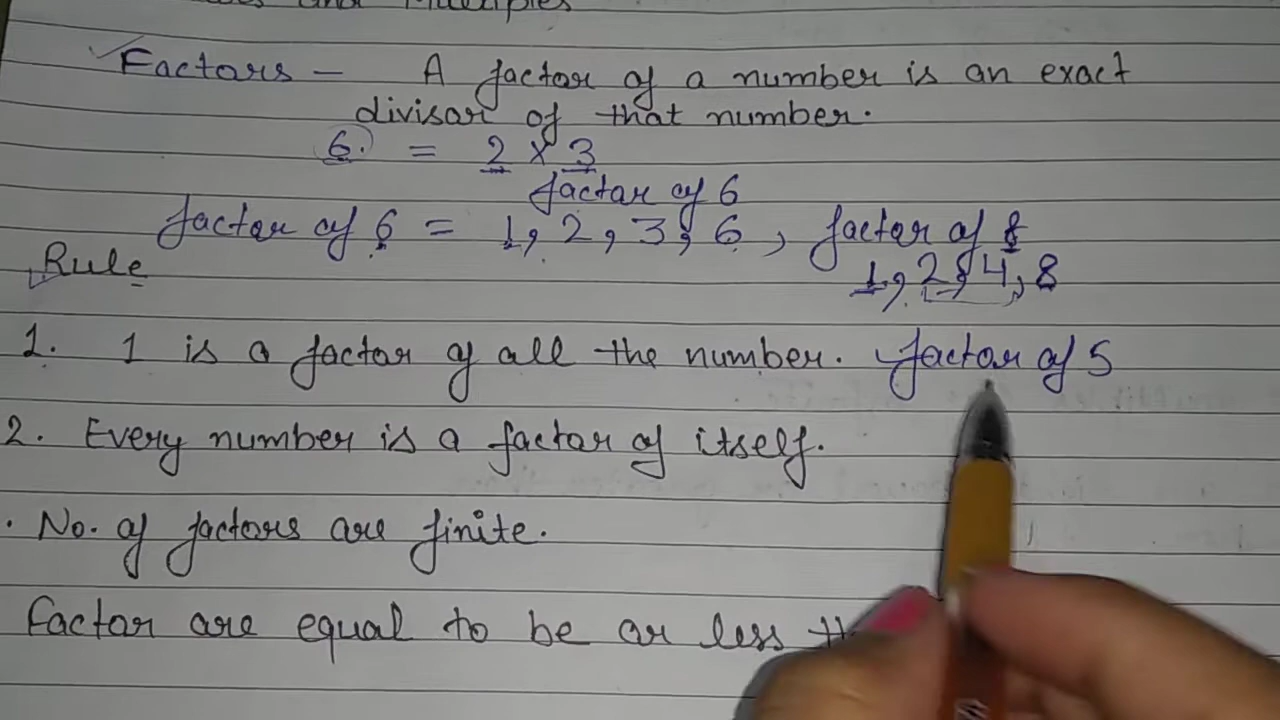 and Multiples
Factors – A factor of a number is an exact
divisor of that number.
6. = 2 x 3
factor of 6
factor of 6 = 1, 2, 3, 6, factor of 8
1, 2, 4, 8
Rule
1. 1 is a factor of all the number. factor of 5
2. Every number is a factor of itself.
. No. of factors are finite.
Factor are equal to be or less